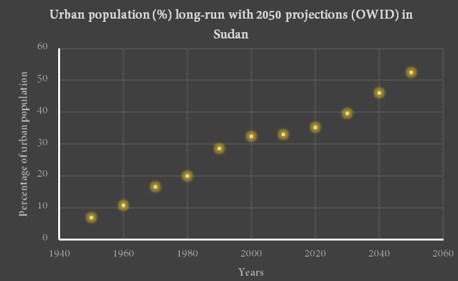 Urban population (%) long-run with 2050 projections (OWID) in
Sudan
60
50
40
30
20
10
0
Percentage of urban population
1940 1960 1980 2000 2020 2040 2060
Years